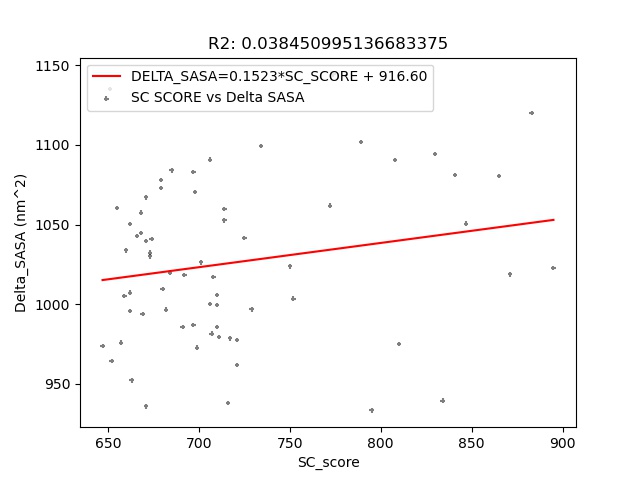 R2: 0.038450995136683375
DELTA_SASA=0.1523*SC_SCORE + 916.60
SC SCORE vs Delta SASA
1150
1100
1050
1000
950
Delta_SASA (nm^2)
650 700 750 800 850 900
SC_score